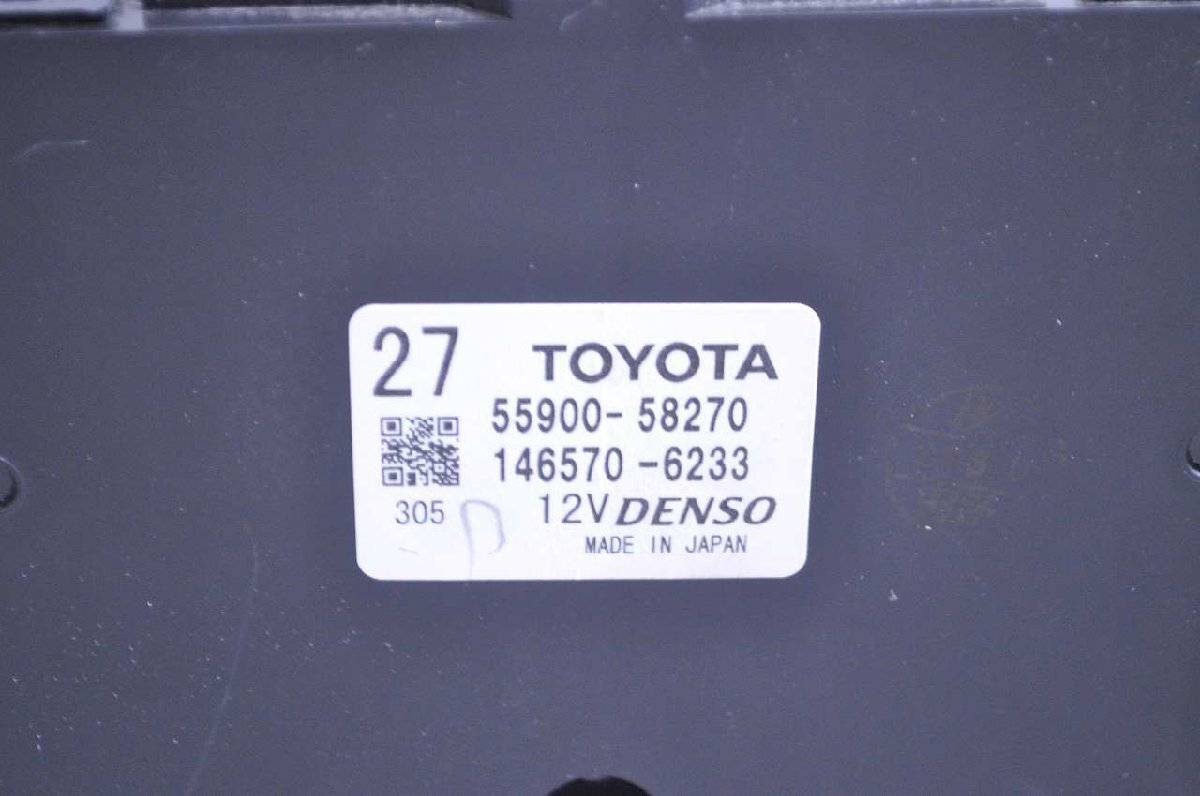 27
TOYOTA
55900-58270
146570-6233
305
12V DENSO
MADE IN JAPAN